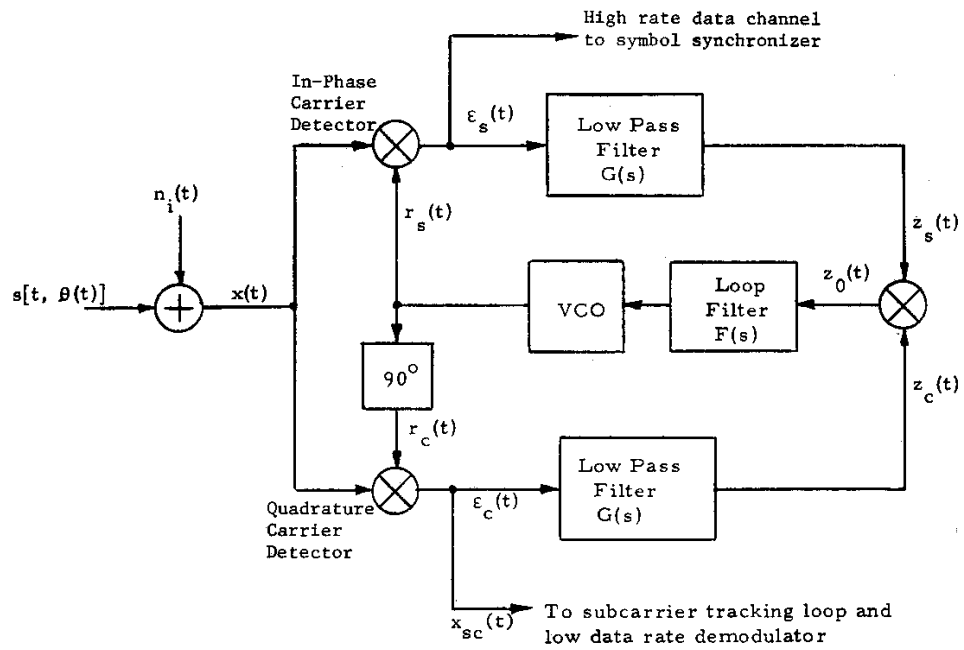 High rate data channel
to symbol synchronizer
In-Phase
Carrier
Detector
ε_s(t)
Low Pass
Filter
G(s)
n_i(t)
r_s(t)
z_s(t)
s[t, θ(t)]
x(t)
z_0(t)
VCO
Loop
Filter
F(s)
90°
z_c(t)
r_c(t)
Low Pass
Filter
G(s)
ε_c(t)
Quadrature
Carrier
Detector
x_sc(t)
To subcarrier tracking loop and
low data rate demodulator